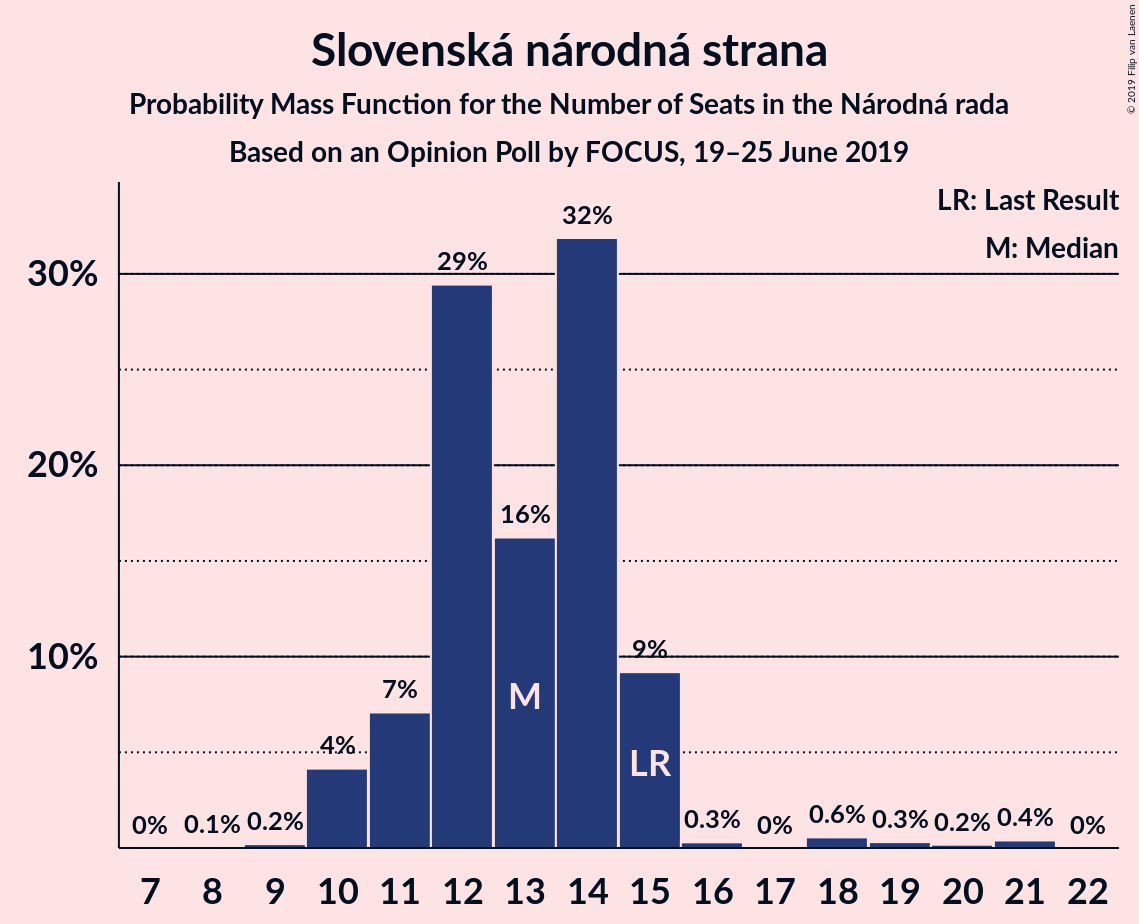 Slovenská národná strana
Probability Mass Function for the Number of Seats in the Národná rada
Based on an Opinion Poll by FOCUS, 19–25 June 2019
© 2019 Filip van Laenen
LR: Last Result
M: Median
30%
20%
10%
0%
0.1%
0.2%
4%
7%
29%
16%
32%
9%
0.3%
0%
0.6%
0.3%
0.2%
0.4%
0%
M
LR
7 8 9 10 11 12 13 14 15 16 17 18 19 20 21 22